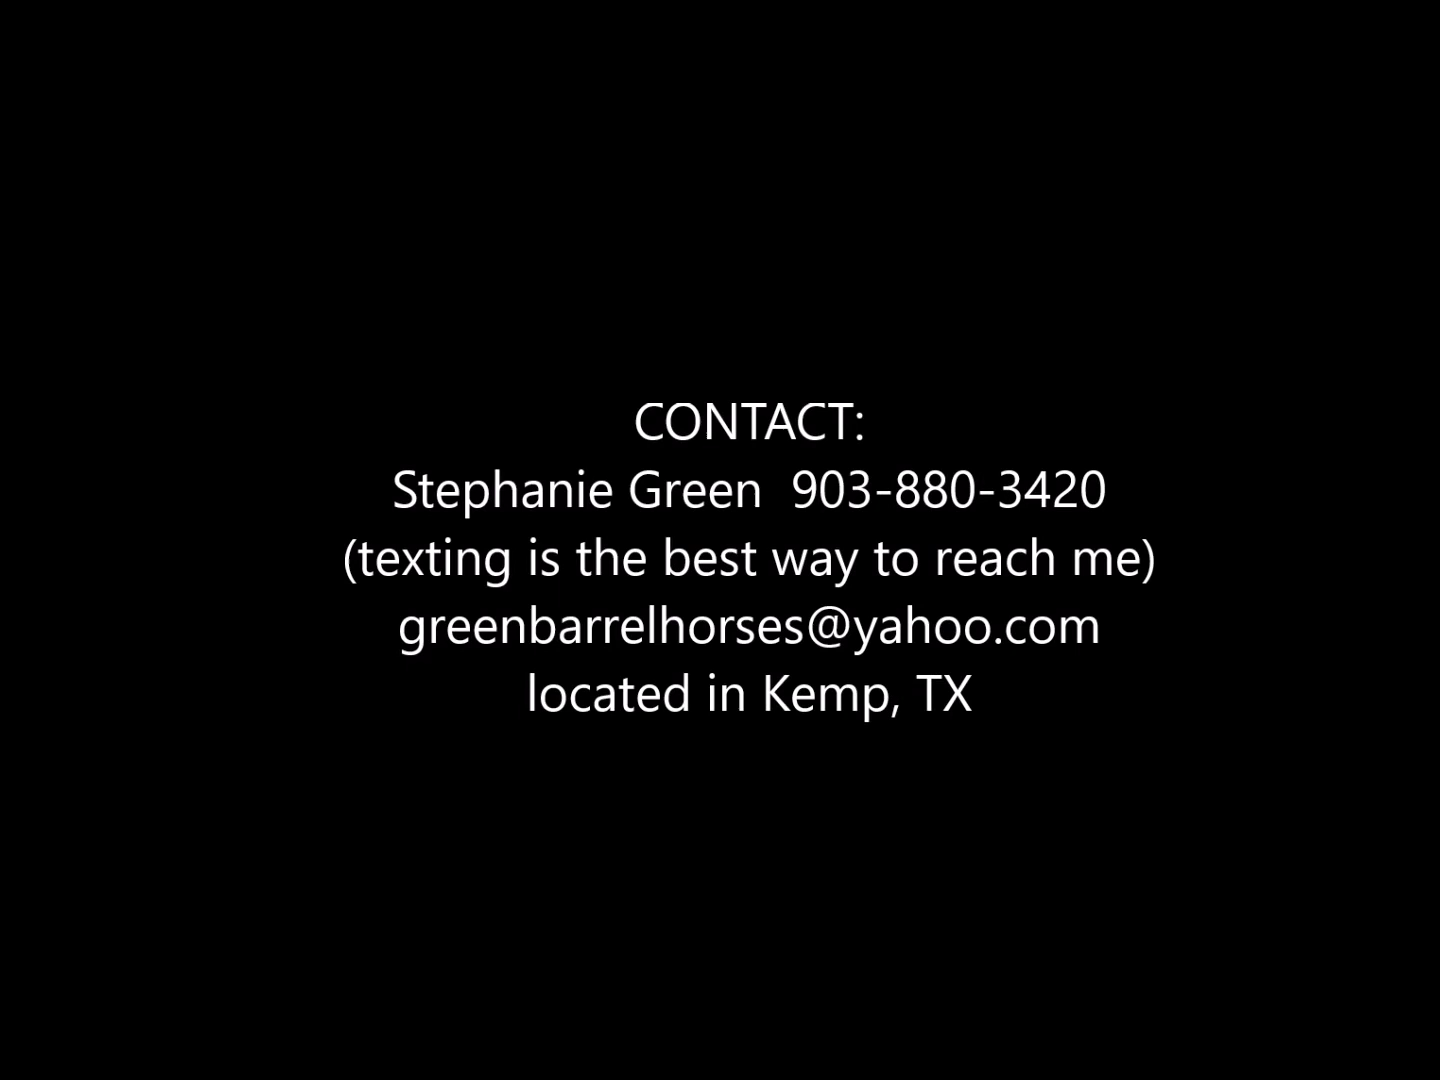 CONTACT:
Stephanie Green  903-880-3420
(texting is the best way to reach me)
greenbarrelhorses@yahoo.com
located in Kemp, TX